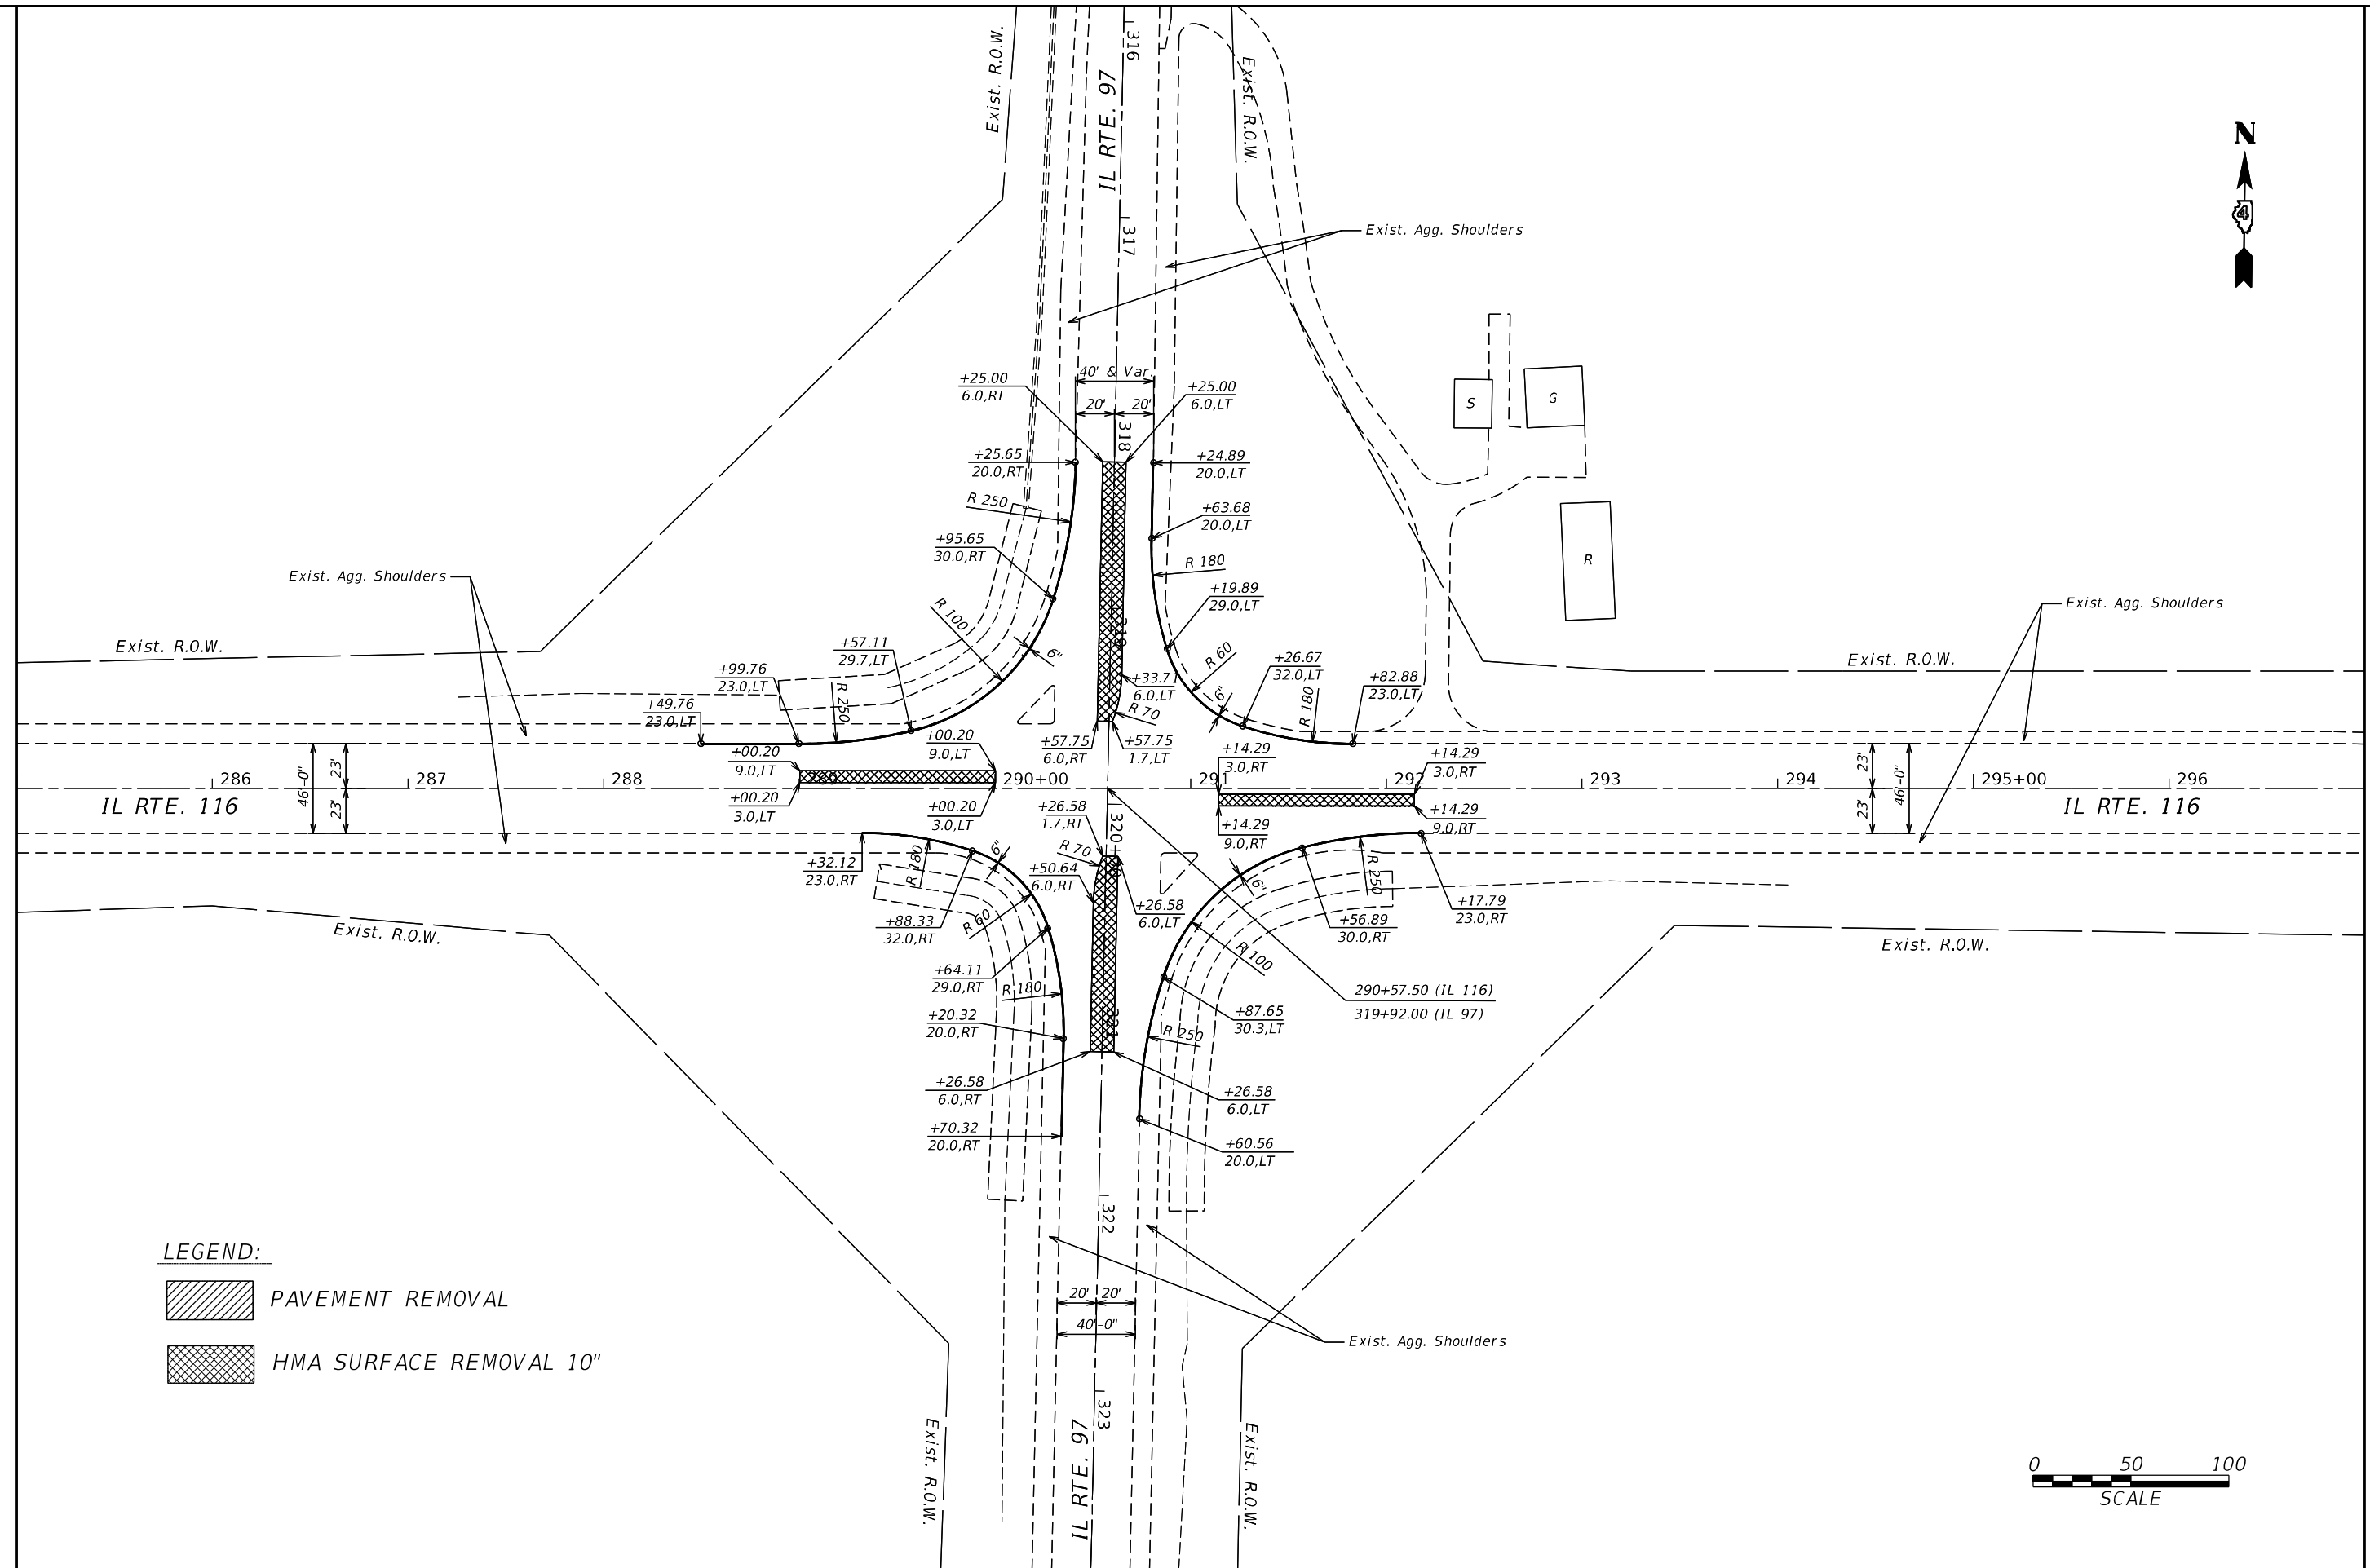 316
Exist. R.O.W.
IL RTE. 97
Exist. R.O.W.
N
4
317
Exist. Agg. Shoulders
40' & Var.
+25.00
6.0,RT
+25.00
6.0,LT
20'
20'
318
S
G
+25.65
20.0,RT
+24.89
20.0,LT
R 250
+63.68
20.0,LT
+95.65
30.0,RT
R 180
R
Exist. Agg. Shoulders
+19.89
29.0,LT
Exist. Agg. Shoulders
R 100
319
Exist. R.O.W.
+57.11
29.7,LT
6"
R 60
+26.67
32.0,LT
Exist. R.O.W.
+99.76
23.0,LT
+33.71
6.0,LT
+82.88
23.0,LT
R 250
6"
R 180
+49.76
23.0,LT
R 70
+00.20
9.0,LT
+00.20
9.0,LT
+57.75
6.0,RT
+57.75
1.7,LT
+14.29
3.0,RT
+14.29
3.0,RT
286
287
288
289
290+00
291
292
293
294
295+00
296
46'-0"
23'
23'
23'
23'
46'-0"
IL RTE. 116
IL RTE. 116
+00.20
3.0,LT
+00.20
3.0,LT
+26.58
1.7,RT
+14.29
9.0,RT
+14.29
9.0,RT
320+00
+32.12
23.0,RT
R 180
6"
R 70
+50.64
6.0,RT
6"
R 250
+26.58
6.0,LT
+17.79
23.0,RT
+88.33
32.0,RT
R 60
+56.89
30.0,RT
Exist. R.O.W.
Exist. R.O.W.
R 100
+64.11
29.0,RT
R 180
290+57.50 (IL 116)
319+92.00 (IL 97)
+20.32
20.0,RT
321
+87.65
30.3,LT
R 250
+26.58
6.0,RT
+26.58
6.0,LT
+70.32
20.0,RT
+60.56
20.0,LT
322
LEGEND:
PAVEMENT REMOVAL
HMA SURFACE REMOVAL 10"
20'
20'
40'-0"
Exist. Agg. Shoulders
323
Exist. R.O.W.
IL RTE. 97
Exist. R.O.W.
0
50
100
SCALE